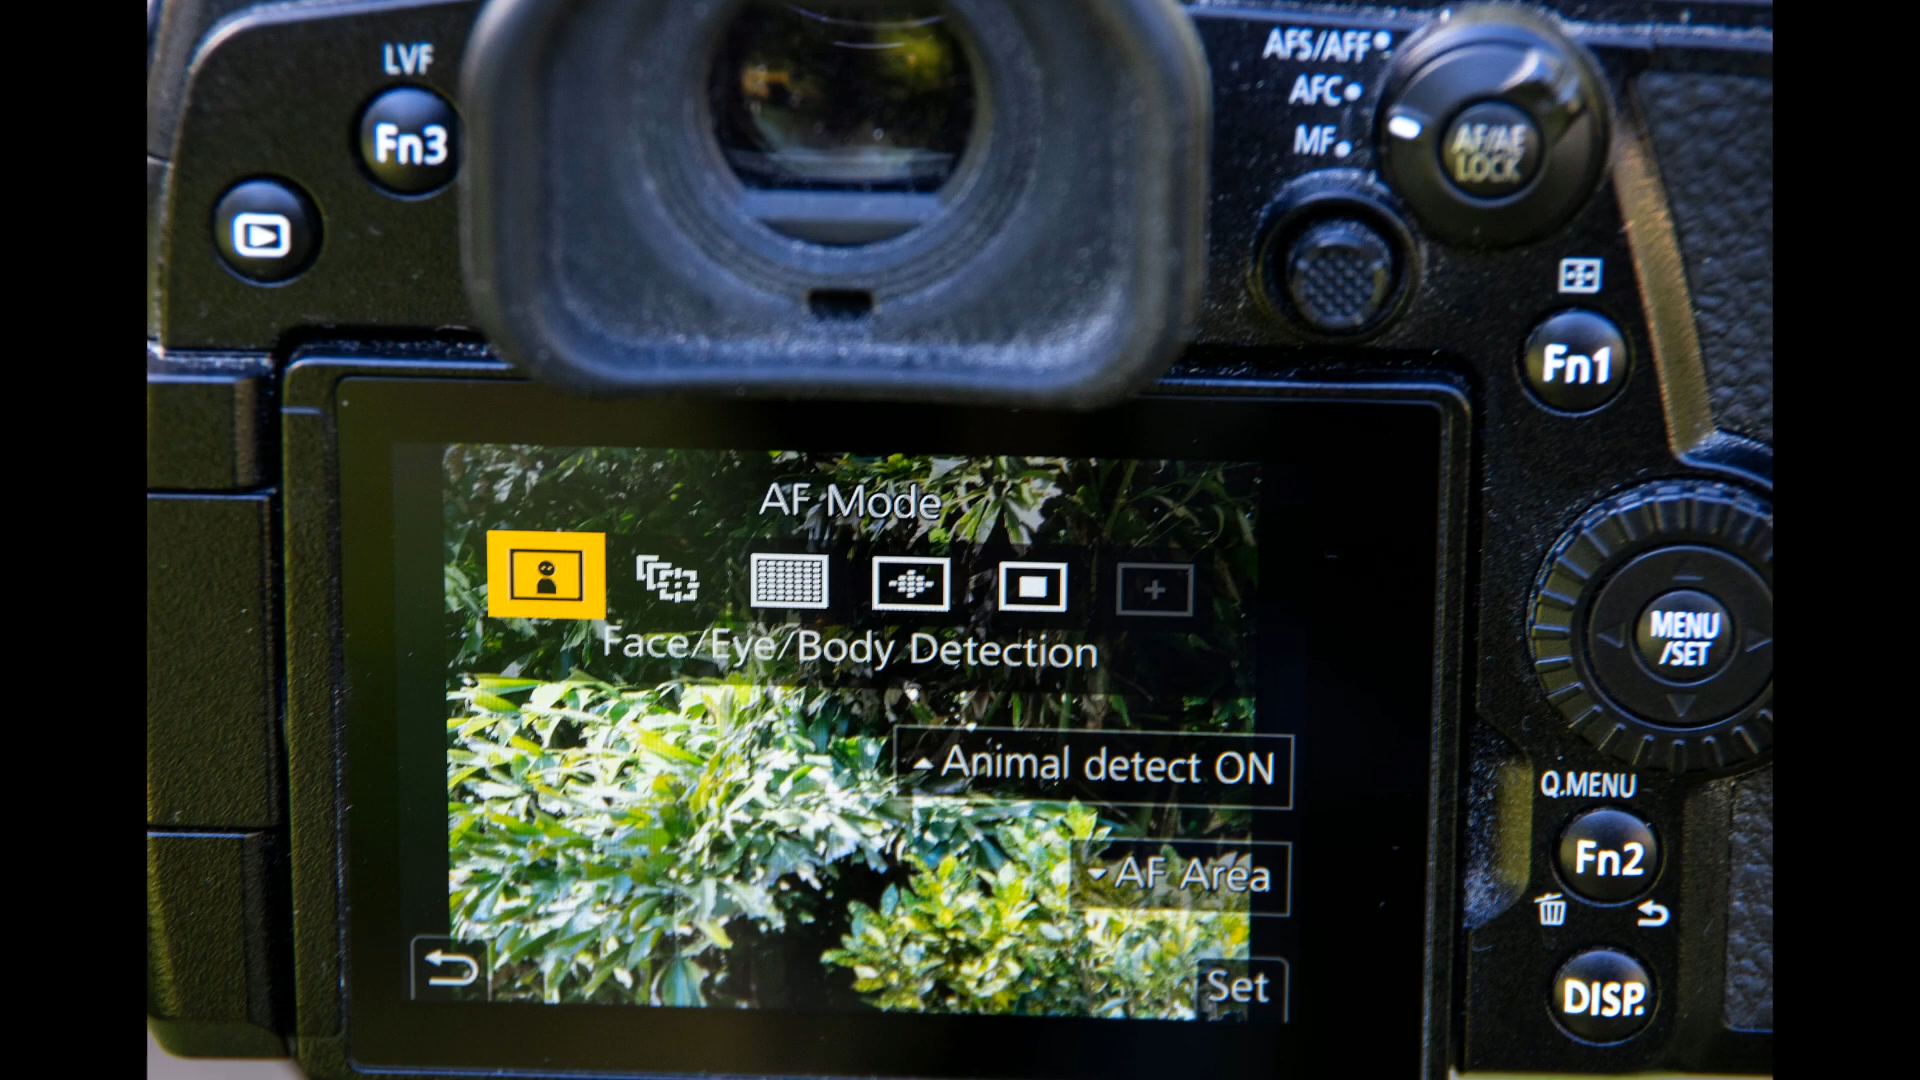 LVF
Fn3
AFS/AFF
AFC
MF
AF/AE
LOCK
Fn1
AF Mode
Face/Eye/Body Detection
Animal detect ON
AF Area
Set
MENU
/SET
Q.MENU
Fn2
DISP.